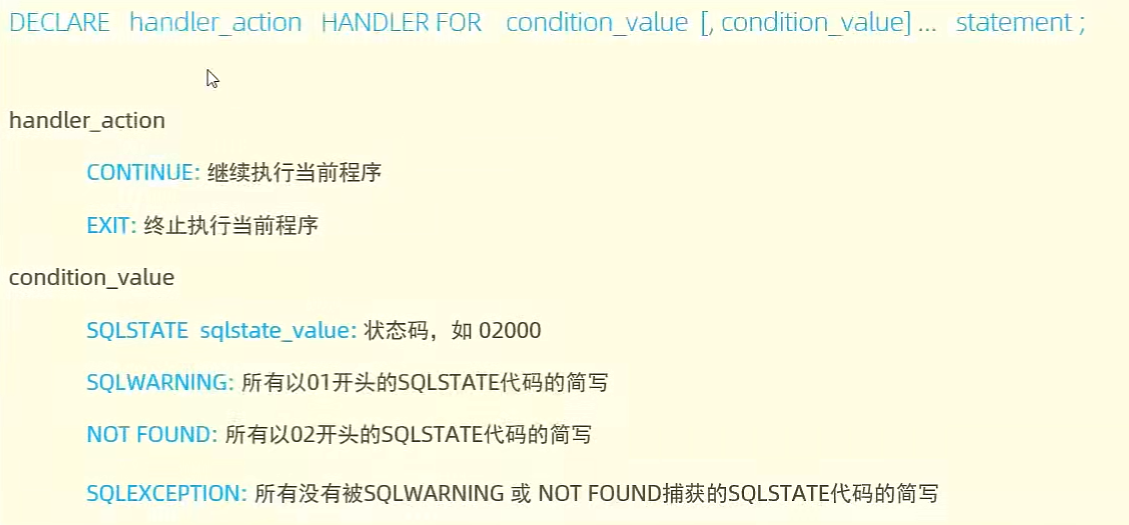 DECLARE handler_action HANDLER FOR condition_value [, condition_value] ... statement ;
handler_action
CONTINUE: 继续执行当前程序
EXIT: 终止执行当前程序
condition_value
SQLSTATE sqlstate_value: 状态码，如 02000
SQLWARNING: 所有以01开头的SQLSTATE代码的简写
NOT FOUND: 所有以02开头的SQLSTATE代码的简写
SQLEXCEPTION: 所有没有被SQLWARNING 或 NOT FOUND捕获的SQLSTATE代码的简写